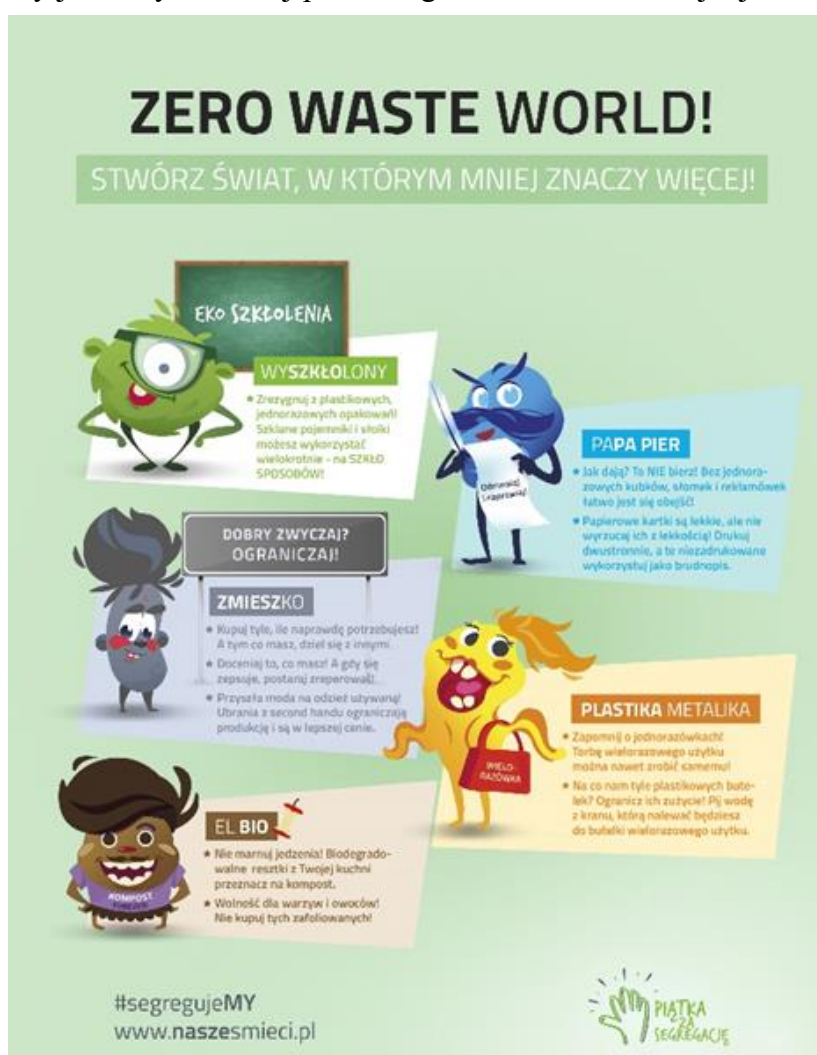 ZERO WASTE WORLD!
STWÓRZ ŚWIAT, W KTÓRYM MNIEJ ZNACZY WIĘCEJ!
EKO SZKŁOLENIA
WYSZKŁOLONY
★ Zrezygnuj z plastikowych,
jednorazowych opakowań!
Szklane pojemniki i słoiki
możesz wykorzystać
wielokrotnie - na SZKŁO
SPOSOBÓW!
PAPA PIER
★ Jak dają? To NIE bierz! Bez jednora-
zowych kubków, słomek i reklamówek
łatwo jest się obejść!
★ Papierowe kartki są lekkie, ale nie
wyrzucaj ich z lekkością! Drukuj
dwustronnie, a te niezadrukowane
wykorzystuj jako brudnopis.
DOBRY ZWYCZAJ?
OGRANICZAJ!
ZMIESZKO
★ Kupuj tyle, ile naprawdę potrzebujesz!
A tym co masz, dziel się z innymi.
★ Doceniaj to, co masz! A gdy się
zepsuje, postaraj zreperować!
★ Przyszła moda na odzież używaną!
Ubrania z second handu ograniczają
produkcję i są w lepszej cenie.
PLASTIKA METALIKA
★ Zapomnij o jednorazówkach!
Torbę wielorazowego użytku
można nawet zrobić samemu!
★ Na co nam tyle plastikowych bute-
lek? Ogranicz ich zużycie! Pij wodę
z kranu, którą nalewać będziesz
do butelki wielorazowego użytku.
WIELO-
RAZÓWKA
EL BIO
★ Nie marnuj jedzenia! Biodegrado-
walne resztki z Twojej kuchni
przeznacz na kompost.
★ Wolność dla warzyw i owoców!
Nie kupuj tych zafoliowanych!
KOMPOST
#segregujeMY
www.naszesmieci.pl
PIĄTKA
ZA
SEGREGACJĘ